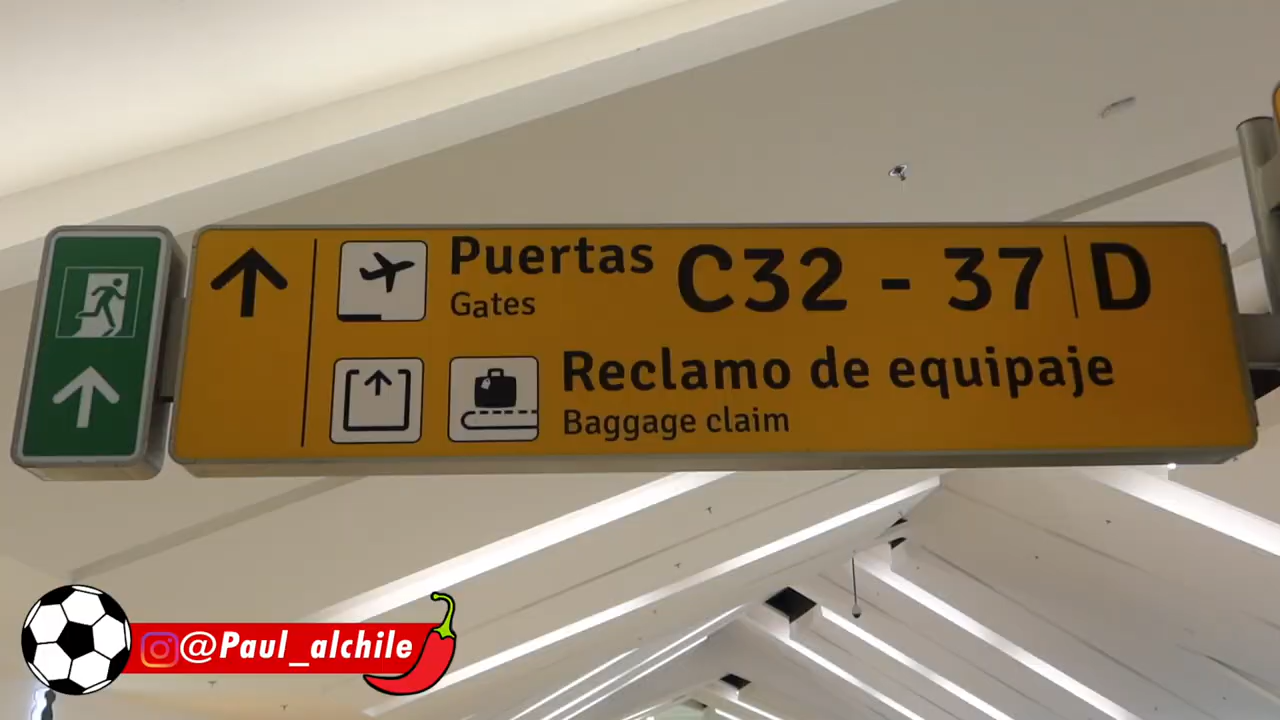 Puertas C32 - 37 D
Gates
Reclamo de equipaje
Baggage claim
@Paul_alchile